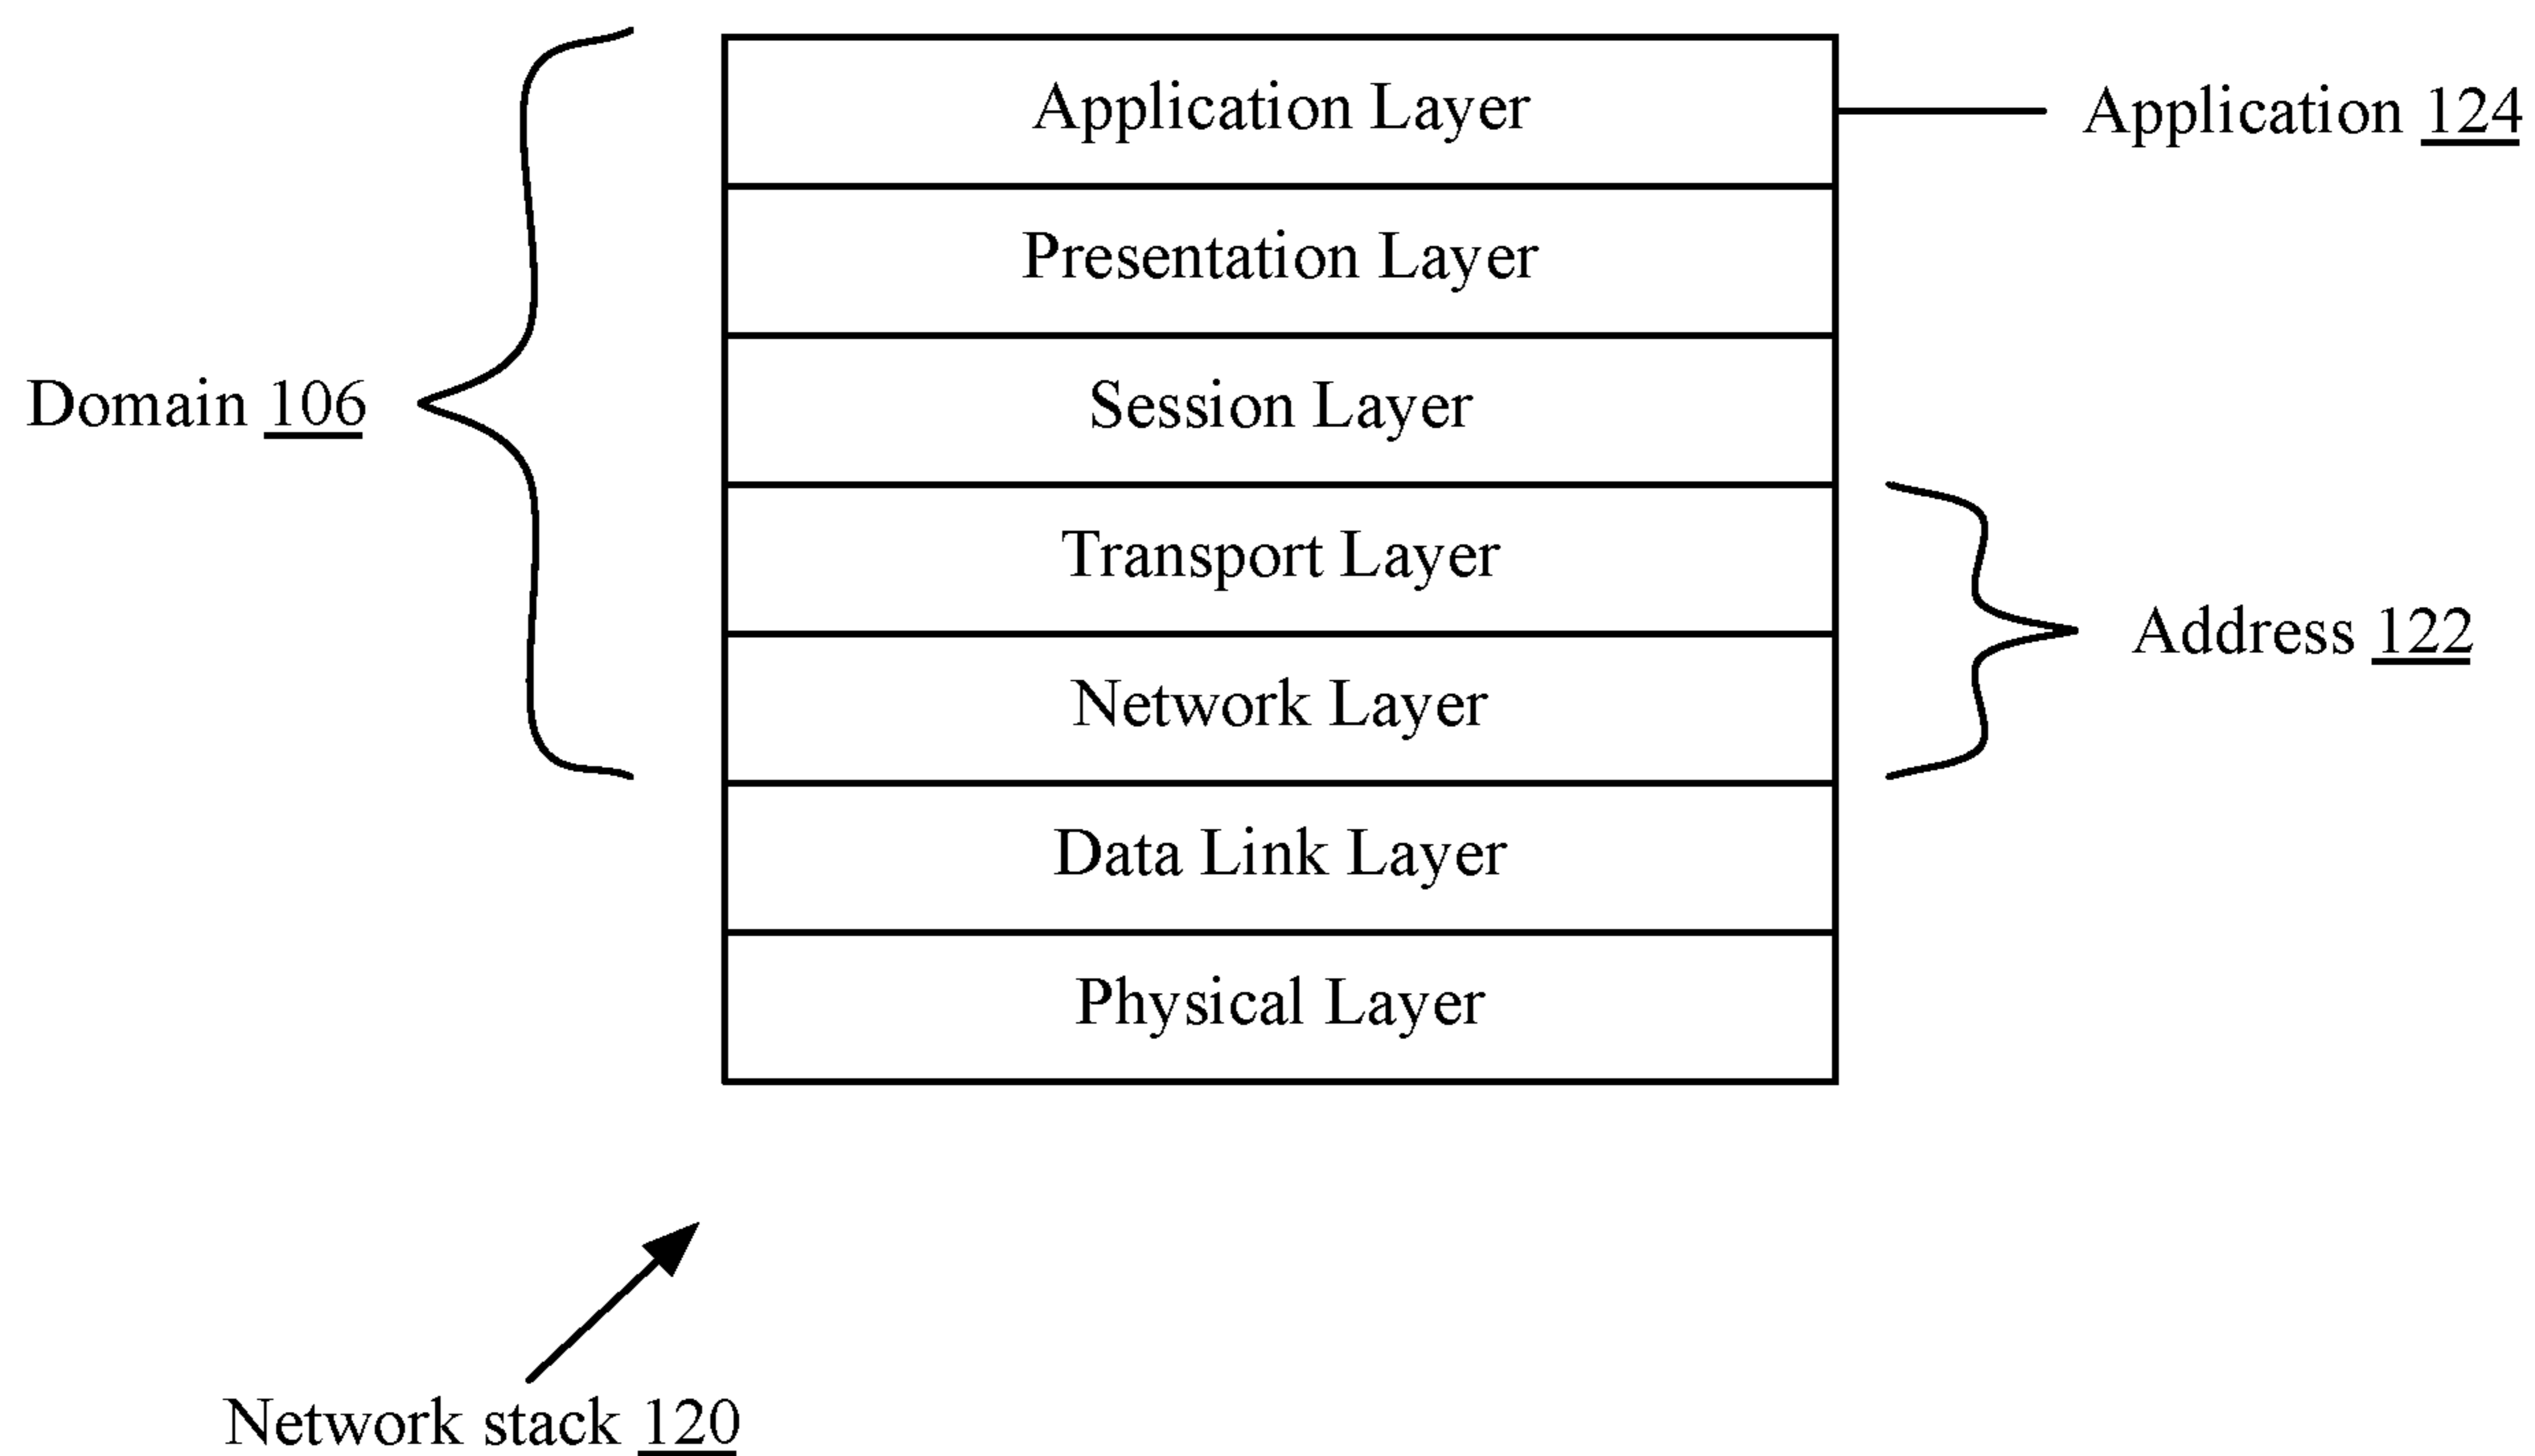 Application Layer
Application 124
Presentation Layer
Domain 106
Session Layer
Transport Layer
Address 122
Network Layer
Data Link Layer
Physical Layer
Network stack 120